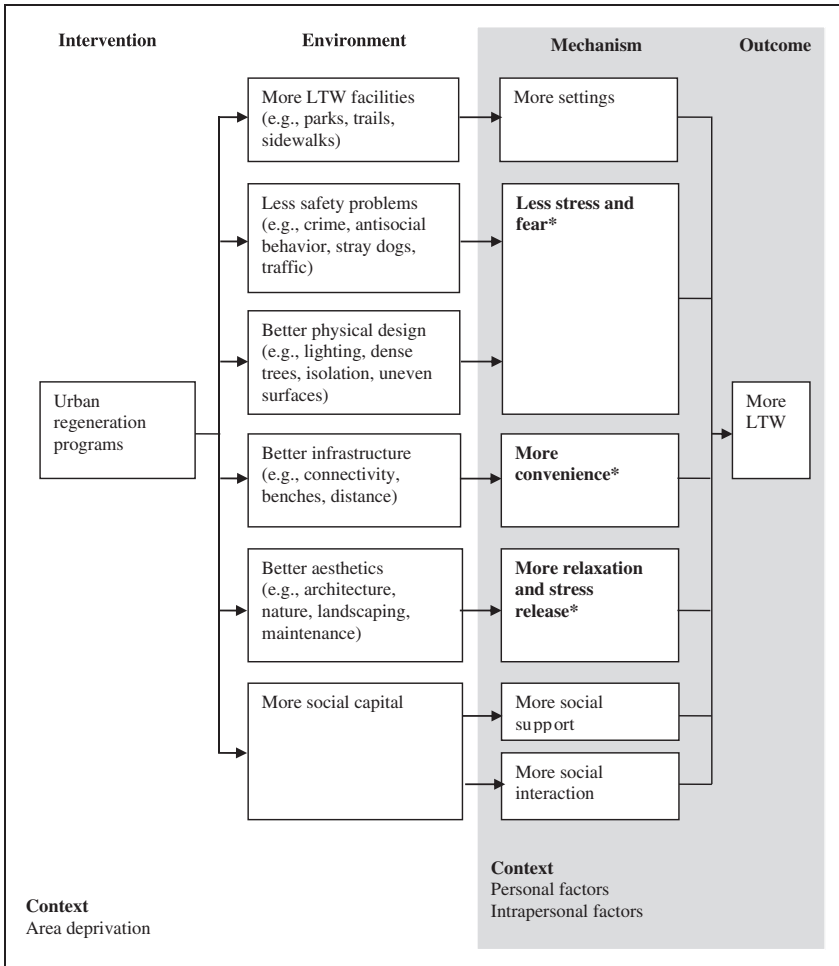 Intervention
Environment
Mechanism
Outcome
More LTW facilities
(e.g., parks, trails,
sidewalks)
More settings
Less safety problems
(e.g., crime, antisocial
behavior, stray dogs,
traffic)
Less stress and
fear*
Better physical design
(e.g., lighting, dense
trees, isolation, uneven
surfaces)
Urban
regeneration
programs
More
LTW
Better infrastructure
(e.g., connectivity,
benches, distance)
More
convenience*
Better aesthetics
(e.g., architecture,
nature, landscaping,
maintenance)
More relaxation
and stress
release*
More social capital
More social
support
More social
interaction
Context
Area deprivation
Context
Personal factors
Intrapersonal factors